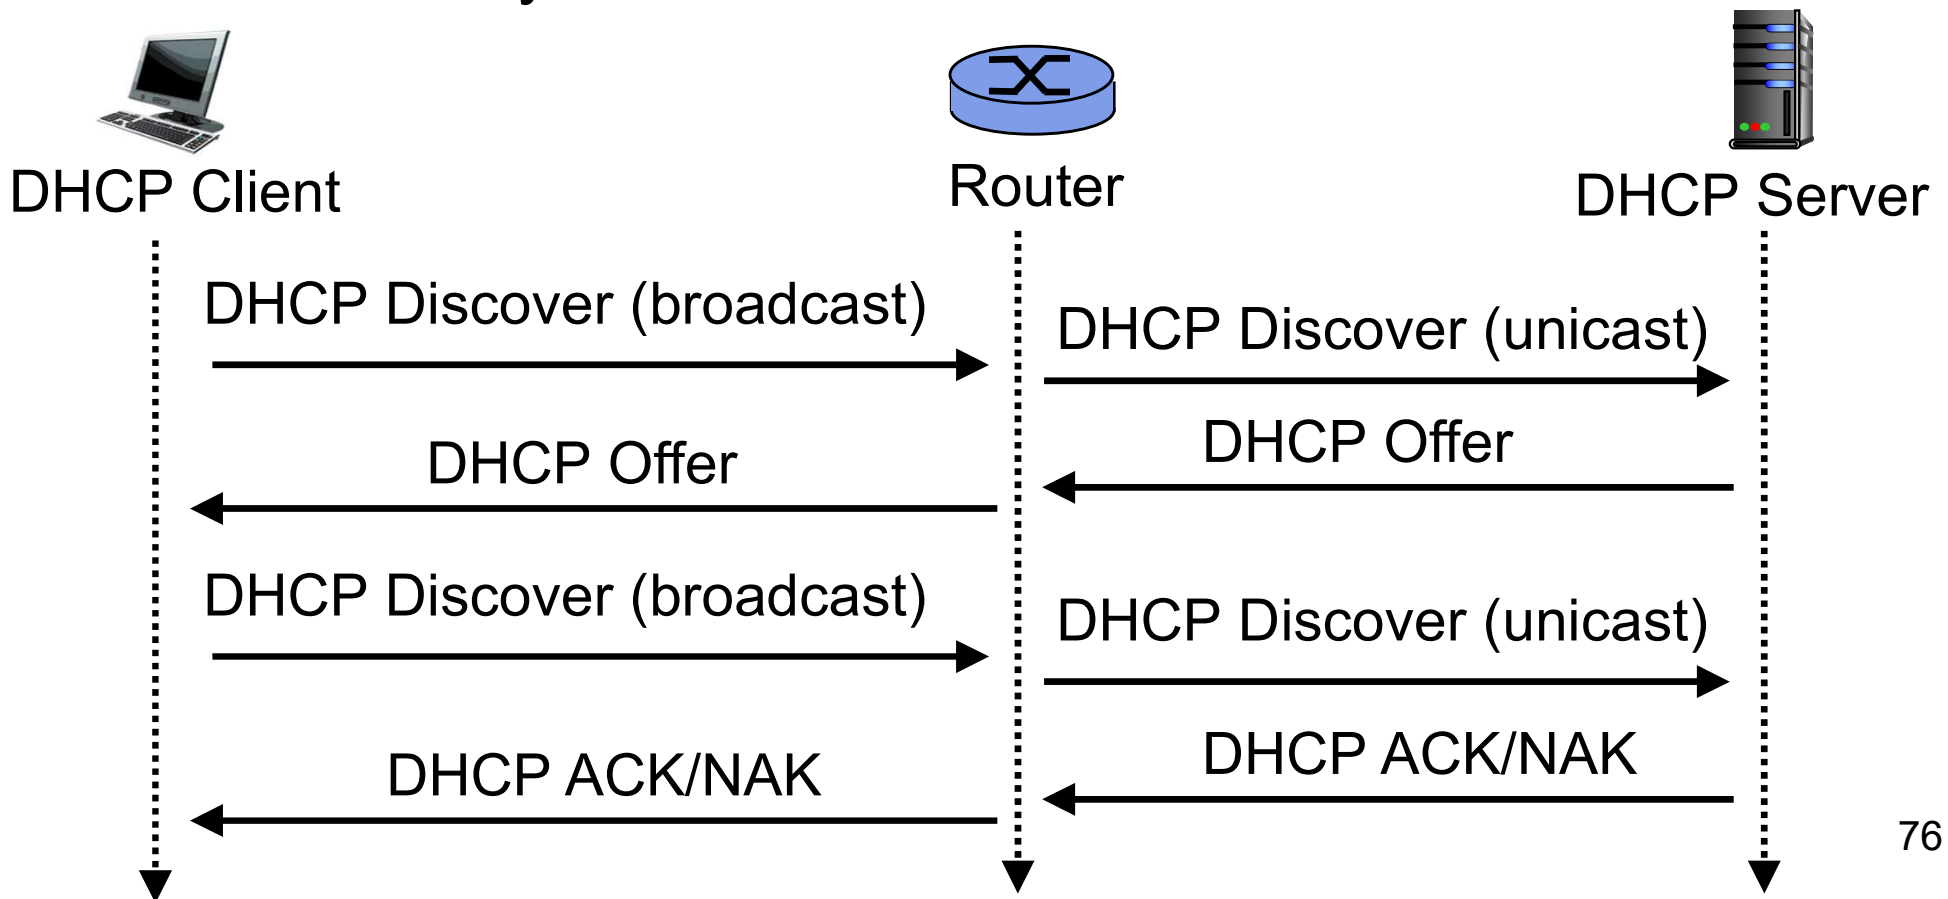 DHCP Client
Router
DHCP Server
DHCP Discover (broadcast)
DHCP Discover (unicast)
DHCP Offer
DHCP Offer
DHCP Discover (broadcast)
DHCP Discover (unicast)
DHCP ACK/NAK
DHCP ACK/NAK
76